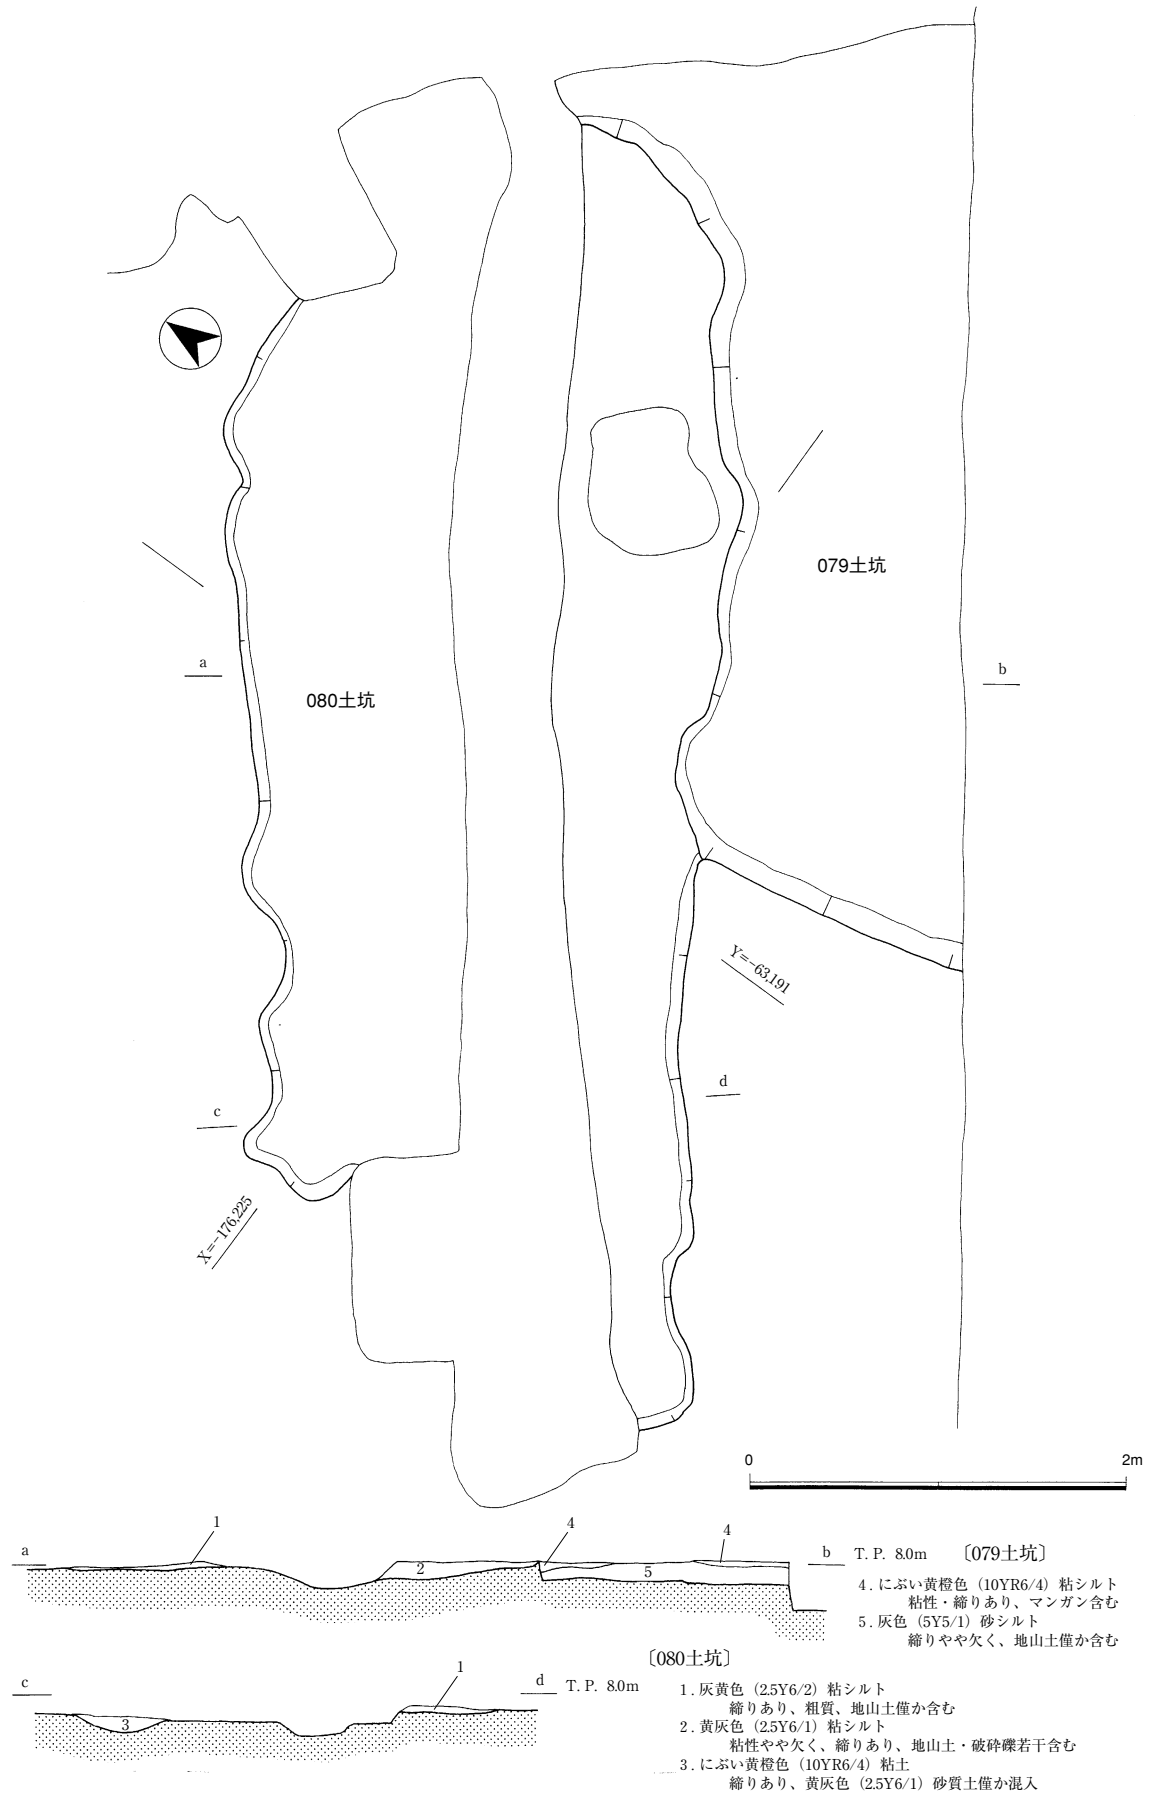 079土坑
a
b
080土坑
Y=-63,191
c
d
X=-176,225
0
2m
1
4
4
a
2
5
b
T. P. 8.0m
〔079土坑〕
4 . にぶい黄橙色（10YR6/4）粘シルト
粘性・締りあり、マンガン含む
5 . 灰色（5Y5/1）砂シルト
締りやや欠く、地山土僅か含む
1
c
3
d
T. P. 8.0m
〔080土坑〕
1 . 灰黄色（2.5Y6/2）粘シルト
締りあり、粗質、地山土僅か含む
2 . 黄灰色（2.5Y6/1）粘シルト
粘性やや欠く、締りあり、地山土・破砕礫若干含む
3 . にぶい黄橙色（10YR6/4）粘土
締りあり、黄灰色（2.5Y6/1）砂質土僅か混入